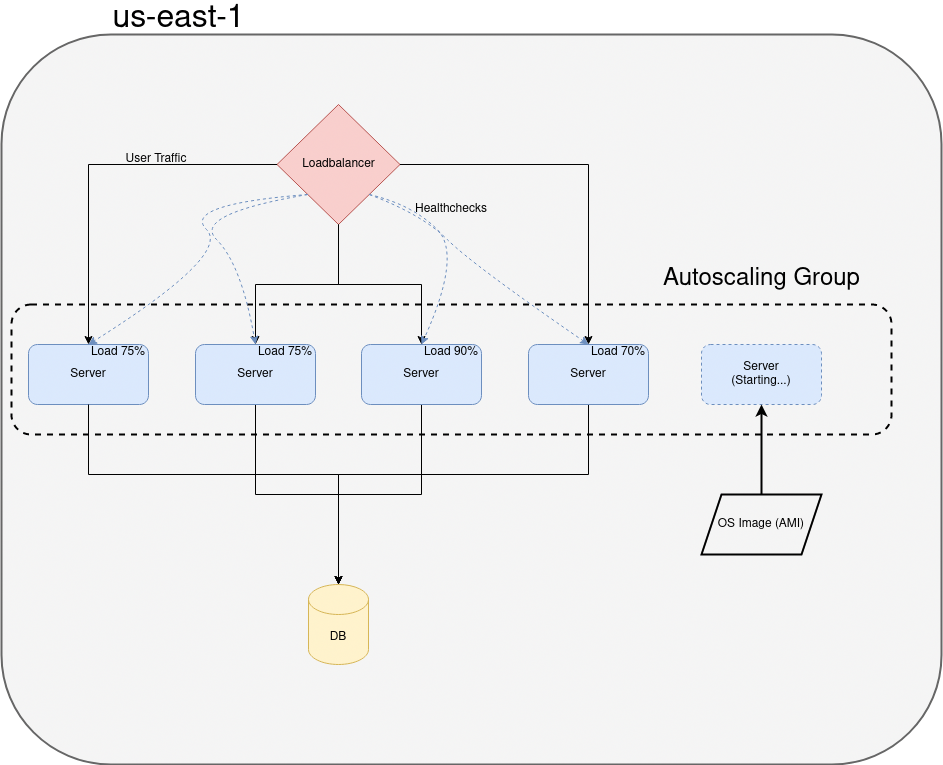 us-east-1
Loadbalancer
User Traffic
Healthchecks
Autoscaling Group
Load 75%
Server
Load 75%
Server
Load 90%
Server
Load 70%
Server
Server
(Starting...)
OS Image (AMI)
DB